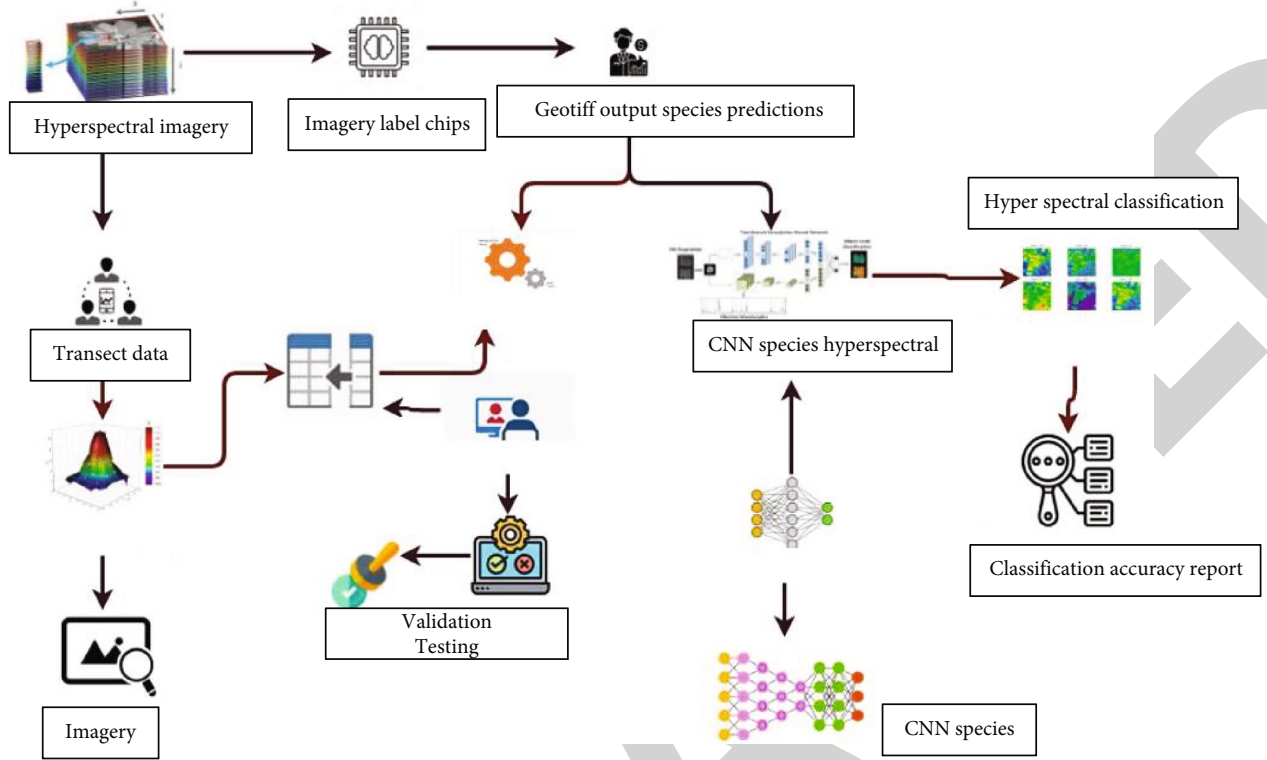 Hyperspectral imagery
Imagery label chips
Geotiff output species predictions
Hyper spectral classification
Transect data
CNN species hyperspectral
Validation
Testing
Classification accuracy report
Imagery
CNN species